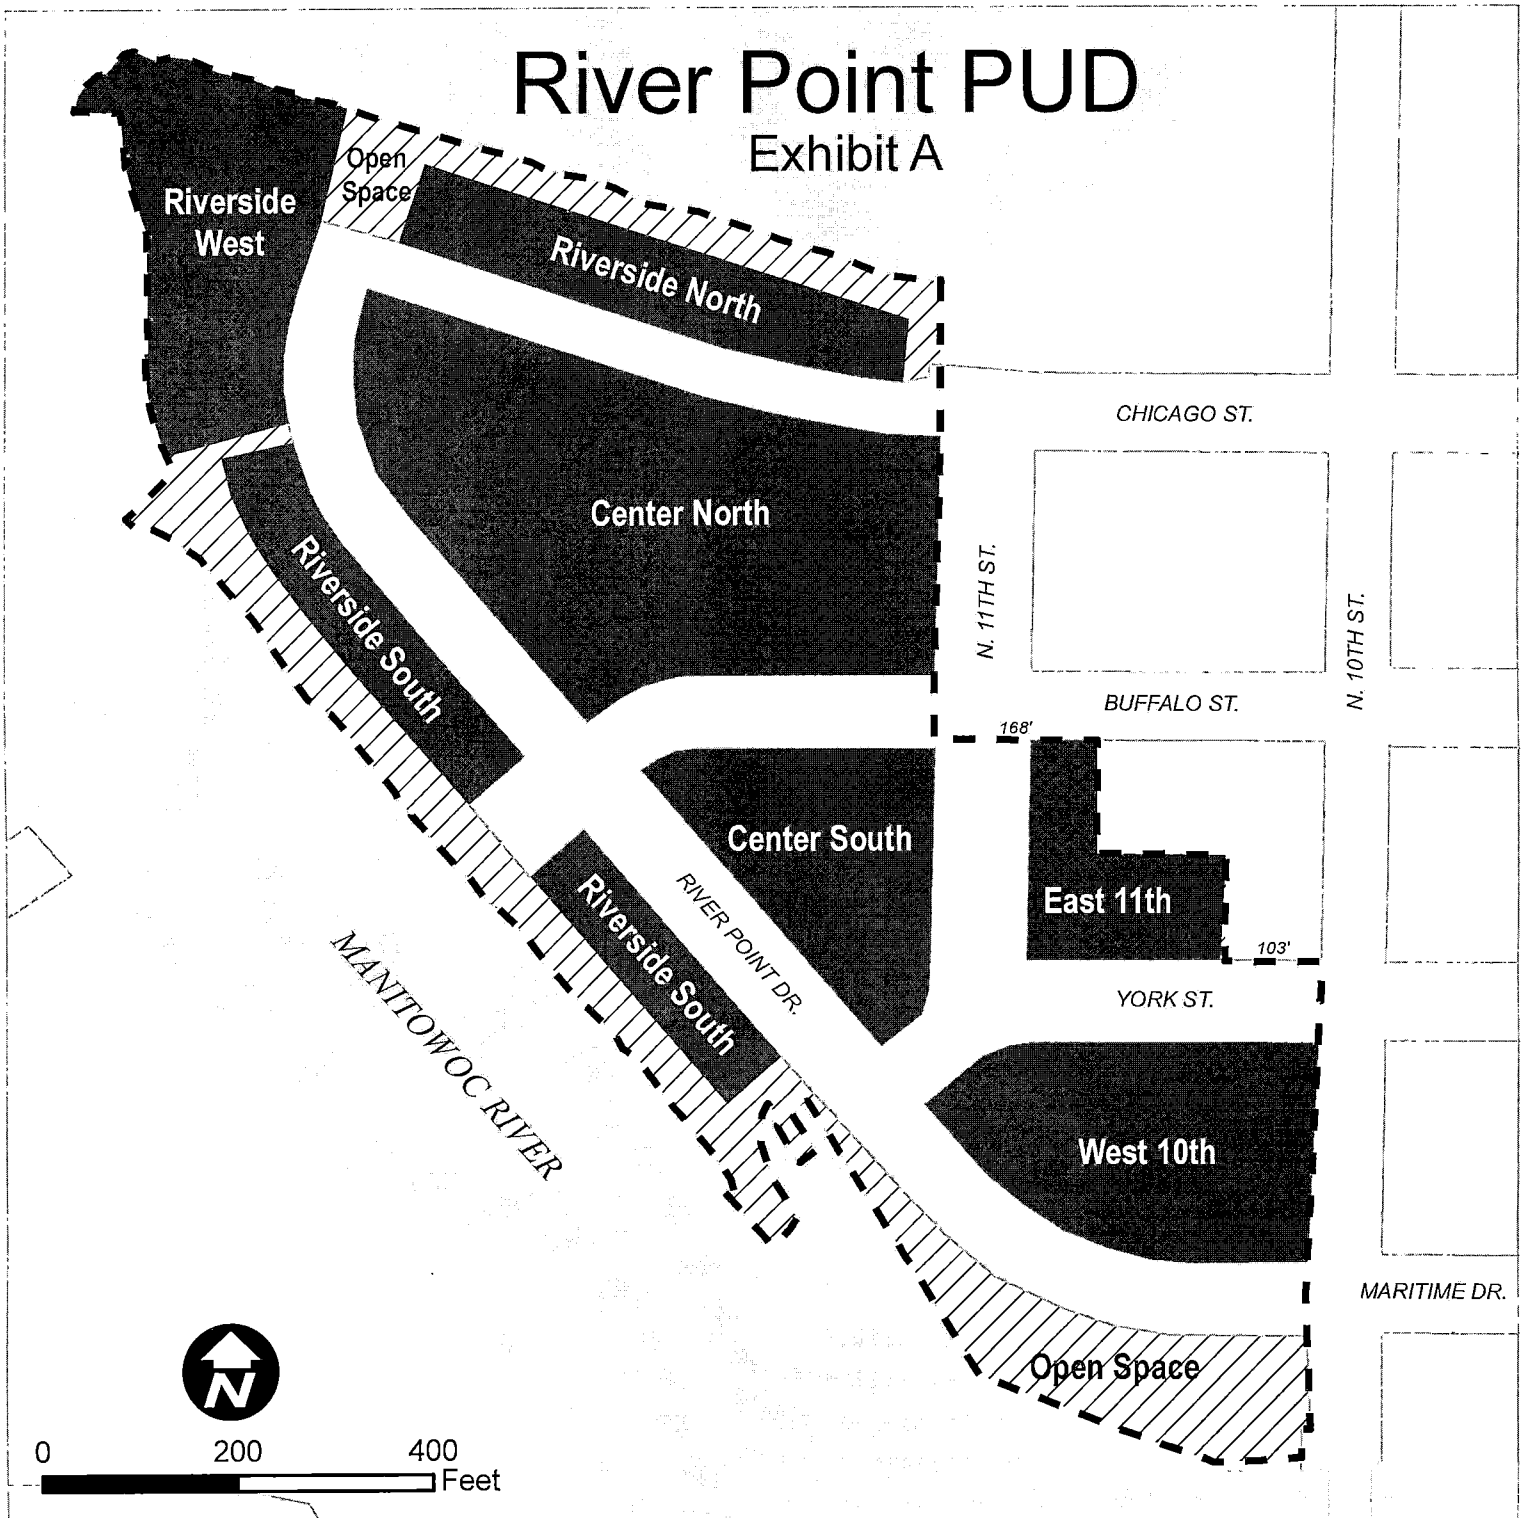 River Point PUD
Exhibit A
Open
Space
Riverside
West
Riverside North
CHICAGO ST.
Center North
N. 11TH ST.
N. 10TH ST.
Riverside South
BUFFALO ST.
168'
Center South
East 11th
RIVER POINT DR.
Riverside South
103'
YORK ST.
MANITOWOC RIVER
West 10th
MARITIME DR.
Open Space
N
0 200 400
Feet